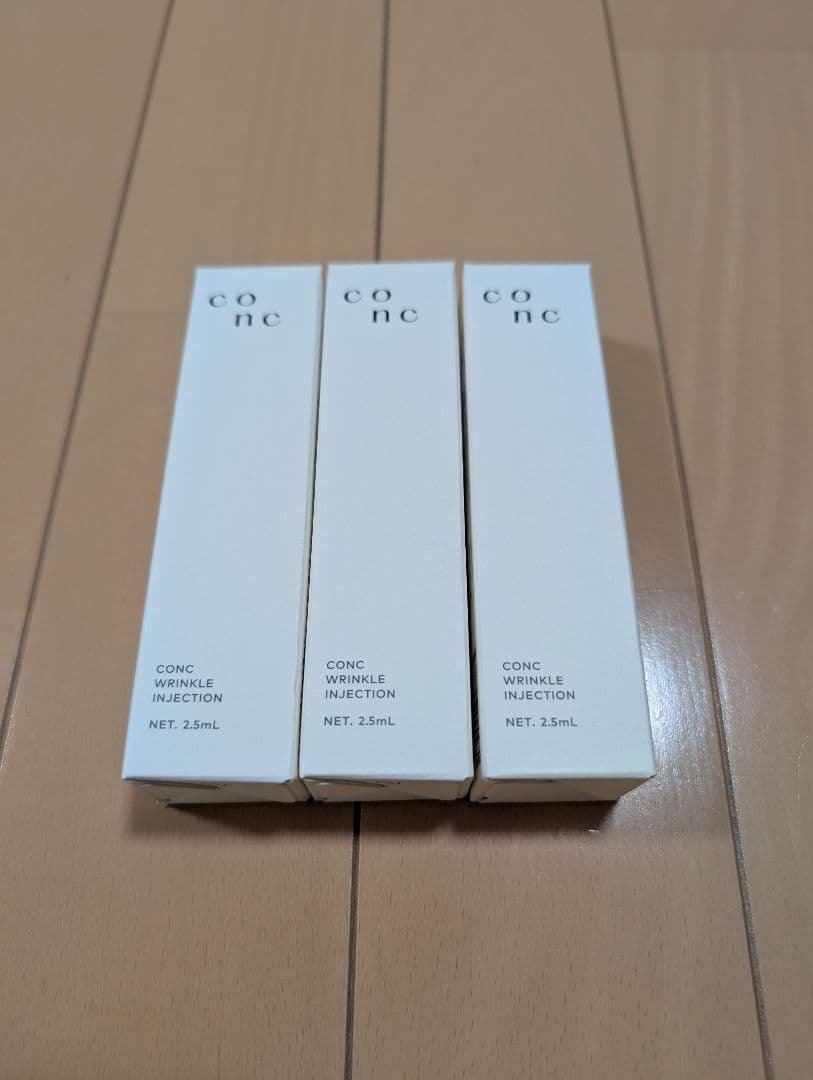 co
nc
CONC
WRINKLE
INJECTION
NET. 2.5mL
co
nc
CONC
WRINKLE
INJECTION
NET. 2.5mL
co
nc
CONC
WRINKLE
INJECTION
NET. 2.5mL